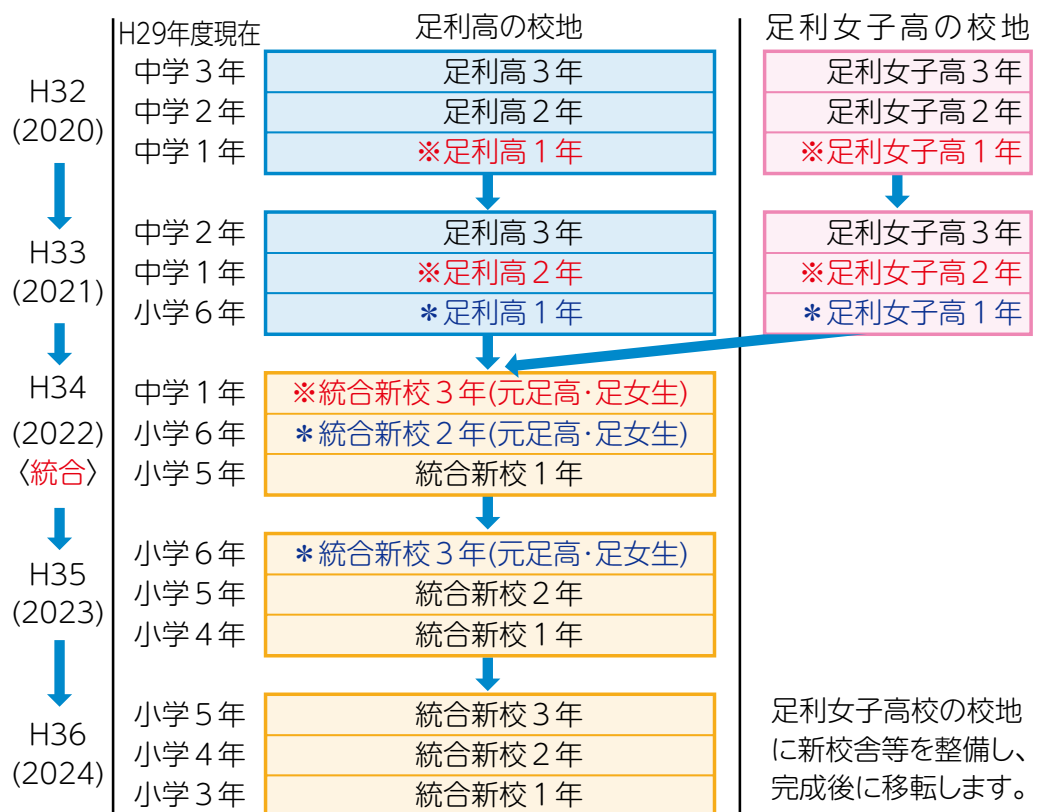 H29年度現在 足利高の校地 足利女子高の校地
H32
(2020)
中学3年 足利高3年 足利女子高3年
中学2年 足利高2年 足利女子高2年
中学1年 ※足利高1年 ※足利女子高1年
H33
(2021)
中学2年 足利高3年 足利女子高3年
中学1年 ※足利高2年 ※足利女子高2年
小学6年 *足利高1年 *足利女子高1年
H34
(2022)
〈統合〉
中学1年 ※統合新校3年(元足高・足女生)
小学6年 *統合新校2年(元足高・足女生)
小学5年 統合新校1年
H35
(2023)
小学6年 *統合新校3年(元足高・足女生)
小学5年 統合新校2年
小学4年 統合新校1年
H36
(2024)
小学5年 統合新校3年
小学4年 統合新校2年
小学3年 統合新校1年
足利女子高校の校地
に新校舎等を整備し、
完成後に移転します。